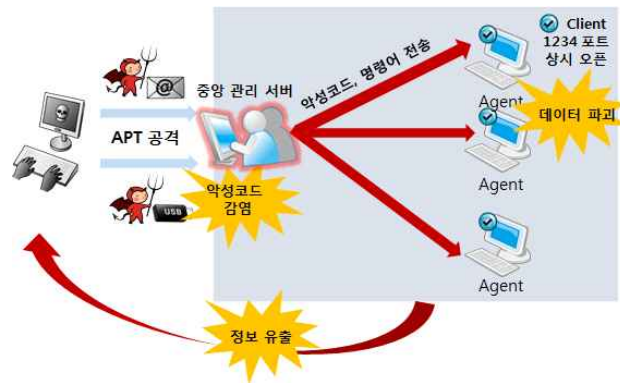 Client
1234 포트
상시 오픈
중앙 관리 서버
악성코드, 명령어 전송
@
APT 공격
Agent
데이터 파괴
USB
악성코드
감염
Agent
Agent
정보 유출